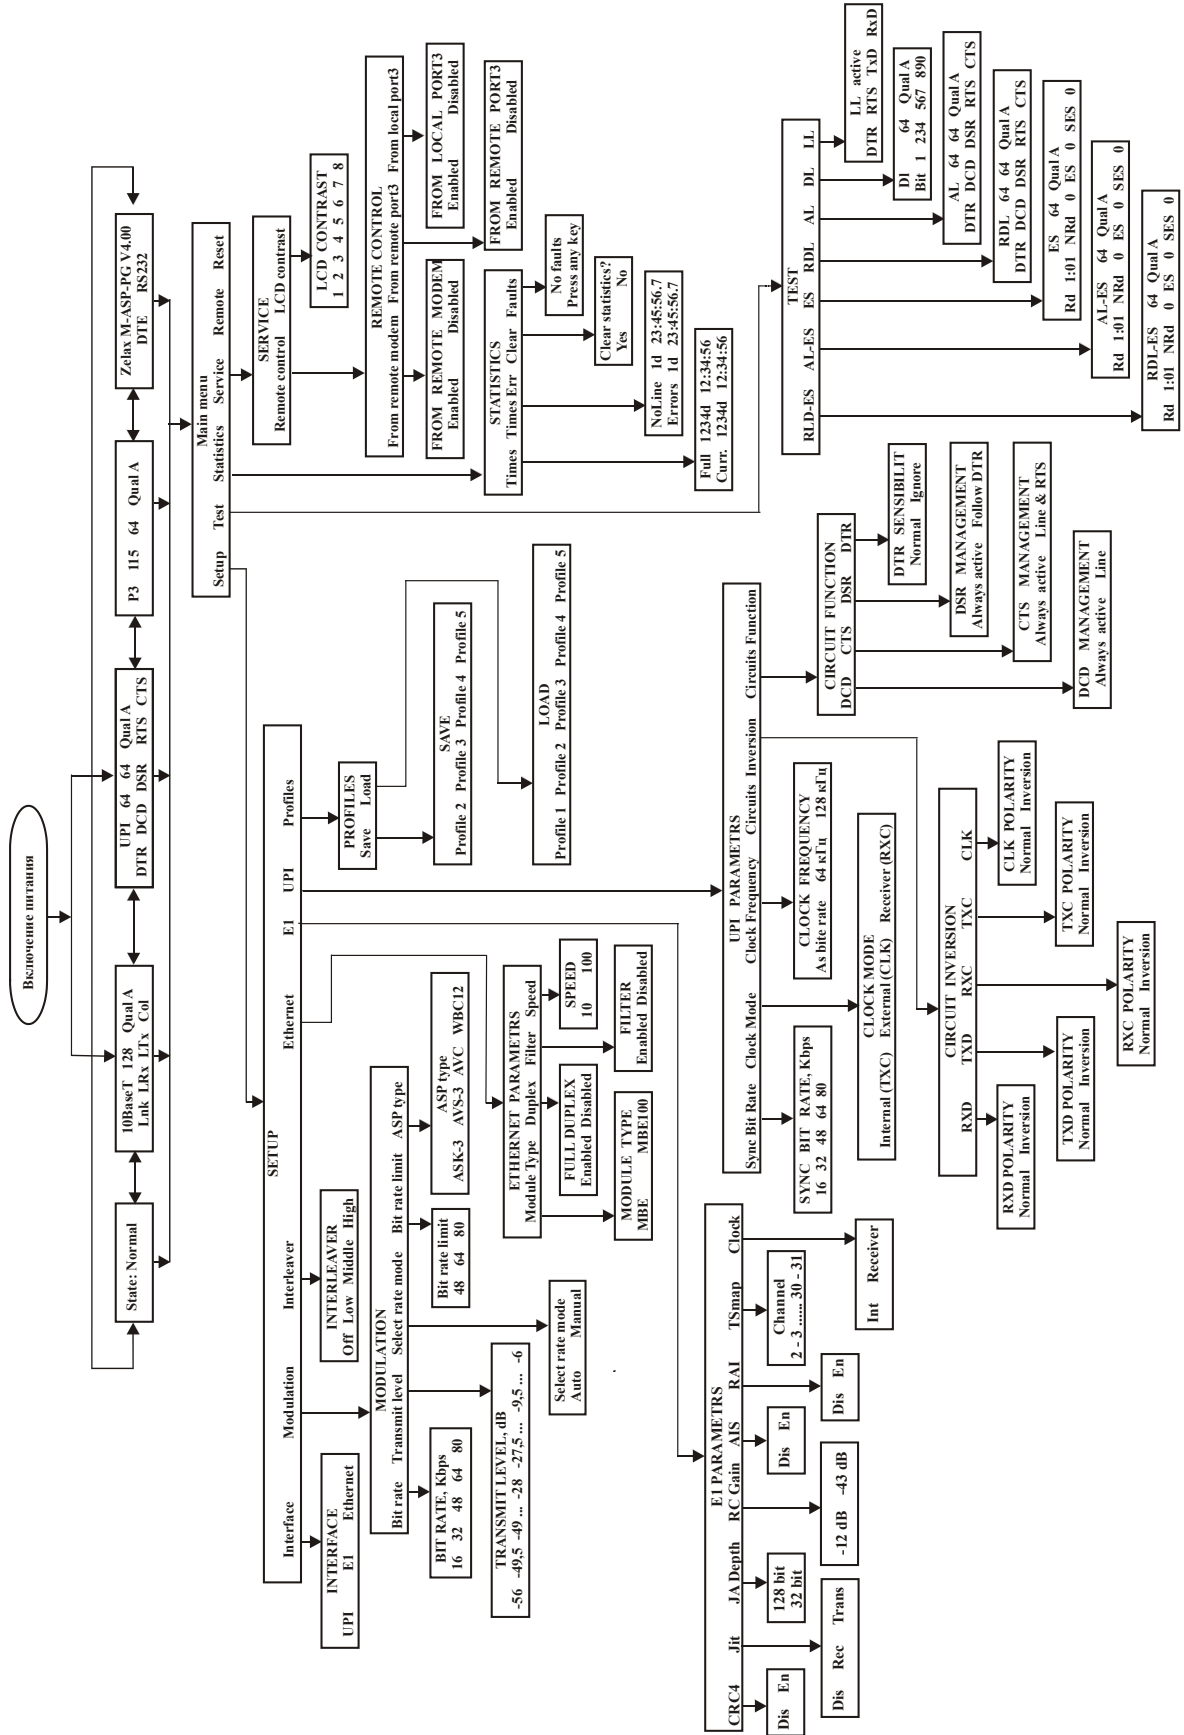 Включение питания
State: Normal
10BaseT 128 Qual A
Lnk LRx LTx Col
UPI 64 64 Qual A
DTR DCD DSR RTS CTS
P3 115 64 Qual A
Zelax M-ASP-PG V4.00
DTE RS232
Main menu
Setup Test Statistics Service Remote Reset
SETUP
Interface Modulation Interleaver Ethernet E1 UPI Profiles
INTERFACE
UPI E1 Ethernet
INTERLEAVER
Off Low Middle High
MODULATION
Bit rate Transmit level Select rate mode Bit rate limit ASP type
BIT RATE, Kbps
16 32 48 64 80
TRANSMIT LEVEL, dB
-56 -49,5 -49 ... -28 -27,5 ... -9,5 ... -6
Select rate mode
Auto Manual
Bit rate limit
48 64 80
ASP type
ASK-3 AVS-3 AVC WBC12
ETHERNET PARAMETRS
Module Type Duplex Filter Speed
MODULE TYPE
MBE MBE100
FULL DUPLEX
Enabled Disabled
FILTER
Enabled Disabled
SPEED
10 100
PROFILES
Save Load
SAVE
Profile 2 Profile 3 Profile 4 Profile 5
LOAD
Profile 1 Profile 2 Profile 3 Profile 4 Profile 5
SERVICE
Remote control LCD contrast
LCD CONTRAST
1 2 3 4 5 6 7 8
REMOTE CONTROL
From remote modem From remote port3 From local port3
FROM REMOTE MODEM
Enabled Disabled
FROM LOCAL PORT3
Enabled Disabled
FROM REMOTE PORT3
Enabled Disabled
STATISTICS
Times Times Err Clear Faults
No faults
Press any key
Clear statistics?
Yes No
NoLine 1d 23:45:56.7
Errors 1d 23:45:56.7
Full 1234d 12:34:56
Curr. 1234d 12:34:56
E1 PARAMETRS
CRC4 Jit JA Depth RC Gain AIS RAI TSmap Clock
Dis En
Dis Rec Trans
128 bit
32 bit
-12 dB -43 dB
Dis En
Dis En
Channel
2 - 3 ...... 30 - 31
Int Receiver
UPI PARAMETRS
Sync Bit Rate Clock Mode Clock Frequency Circuits Inversion Circuits Function
SYNC BIT RATE, Kbps
16 32 48 64 80
CLOCK FREQUENCY
As bite rate 64 кГц 128 кГц
CLOCK MODE
Internal (TXC) External (CLK) Receiver (RXC)
CIRCUIT INVERSION
RXD TXD RXC TXC CLK
RXD POLARITY
Normal Inversion
TXD POLARITY
Normal Inversion
RXC POLARITY
Normal Inversion
TXC POLARITY
Normal Inversion
CLK POLARITY
Normal Inversion
CIRCUIT FUNCTION
DCD CTS DSR DTR
DTR SENSIBILIT
Normal Ignore
DSR MANAGEMENT
Always active Follow DTR
CTS MANAGEMENT
Always active Line & RTS
DCD MANAGEMENT
Always active Line
TEST
RLD-ES AL-ES ES RDL AL DL LL
LL active
DTR RTS TxD RxD
Dl 64 Qual A
Bit 1 234 567 890
AL 64 64 Qual A
DTR DCD DSR RTS CTS
RDL 64 64 Qual A
DTR DCD DSR RTS CTS
ES 64 Qual A
Rd 1:01 NRd 0 ES 0 SES 0
AL-ES 64 Qual A
Rd 1:01 NRd 0 ES 0 SES 0
RDL-ES 64 Qual A
Rd 1:01 NRd 0 ES 0 SES 0